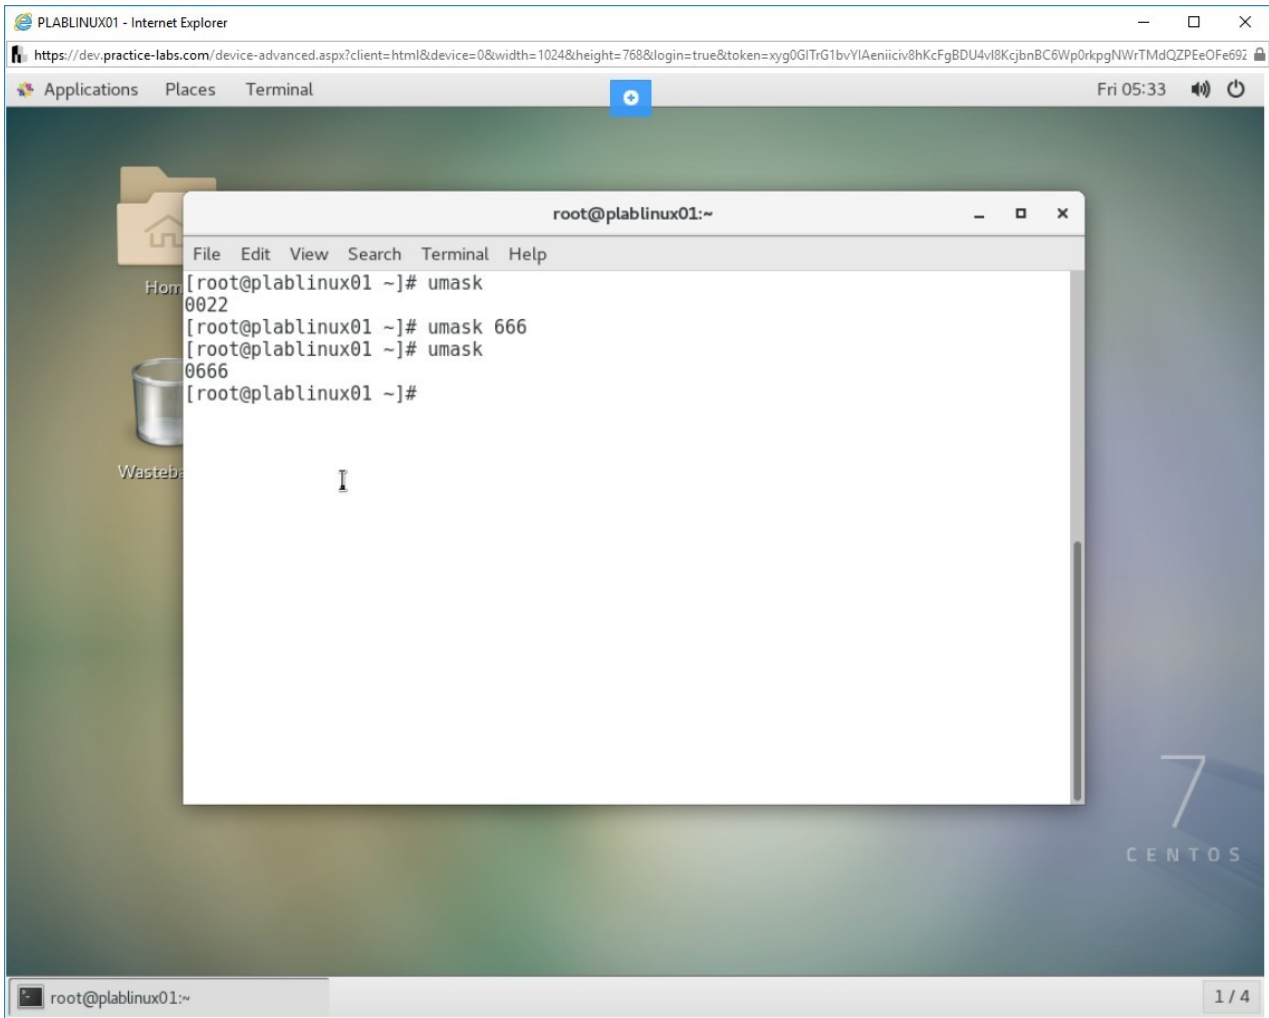 PLABLINUX01 - Internet Explorer
https://dev.practice-labs.com/device-advanced.aspx?client=html&device=0&width=1024&height=768&login=true&token=
Applications Places Terminal Fri 05:33
Home
Wasteb
root@plablinux01:~
File Edit View Search Terminal Help
[root@plablinux01 ~]# umask
0022
[root@plablinux01 ~]# umask 666
[root@plablinux01 ~]# umask
0666
[root@plablinux01 ~]#
7
CENTOS
root@plablinux01:~
1 / 4